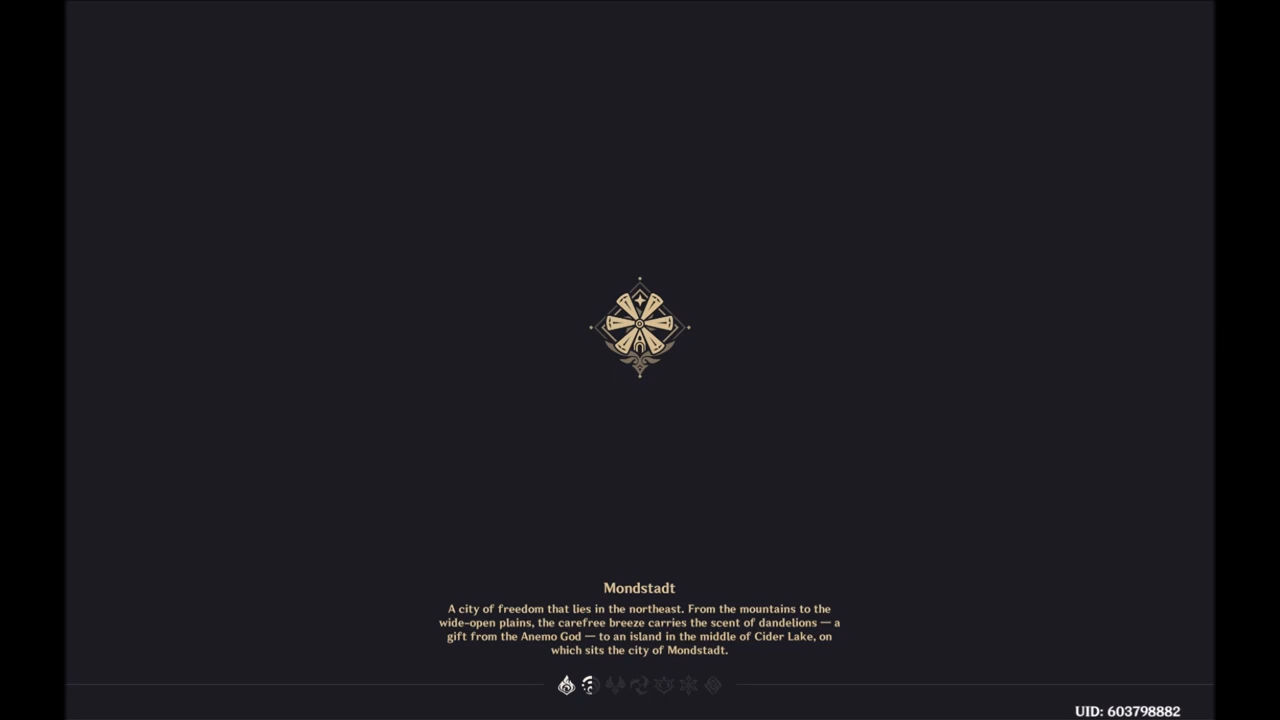 Mondstadt
A city of freedom that lies in the northeast. From the mountains to the
wide-open plains, the carefree breeze carries the scent of dandelions — a
gift from the Anemo God — to an island in the middle of Cider Lake, on
which sits the city of Mondstadt.
UID: 603798882